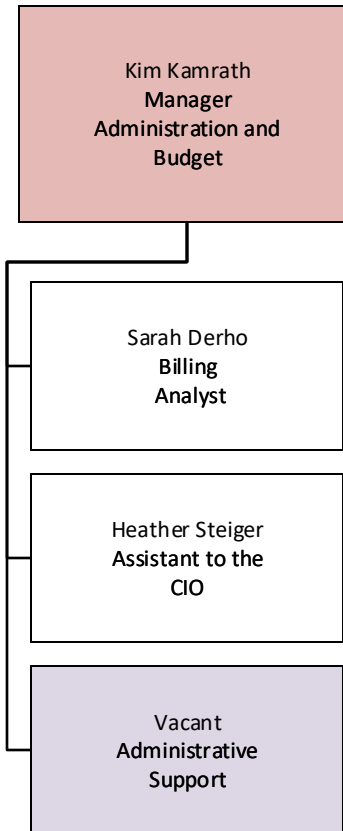 Kim Kamrath
Manager
Administration and
Budget
Sarah Derho
Billing
Analyst
Heather Steiger
Assistant to the
CIO
Vacant
Administrative
Support